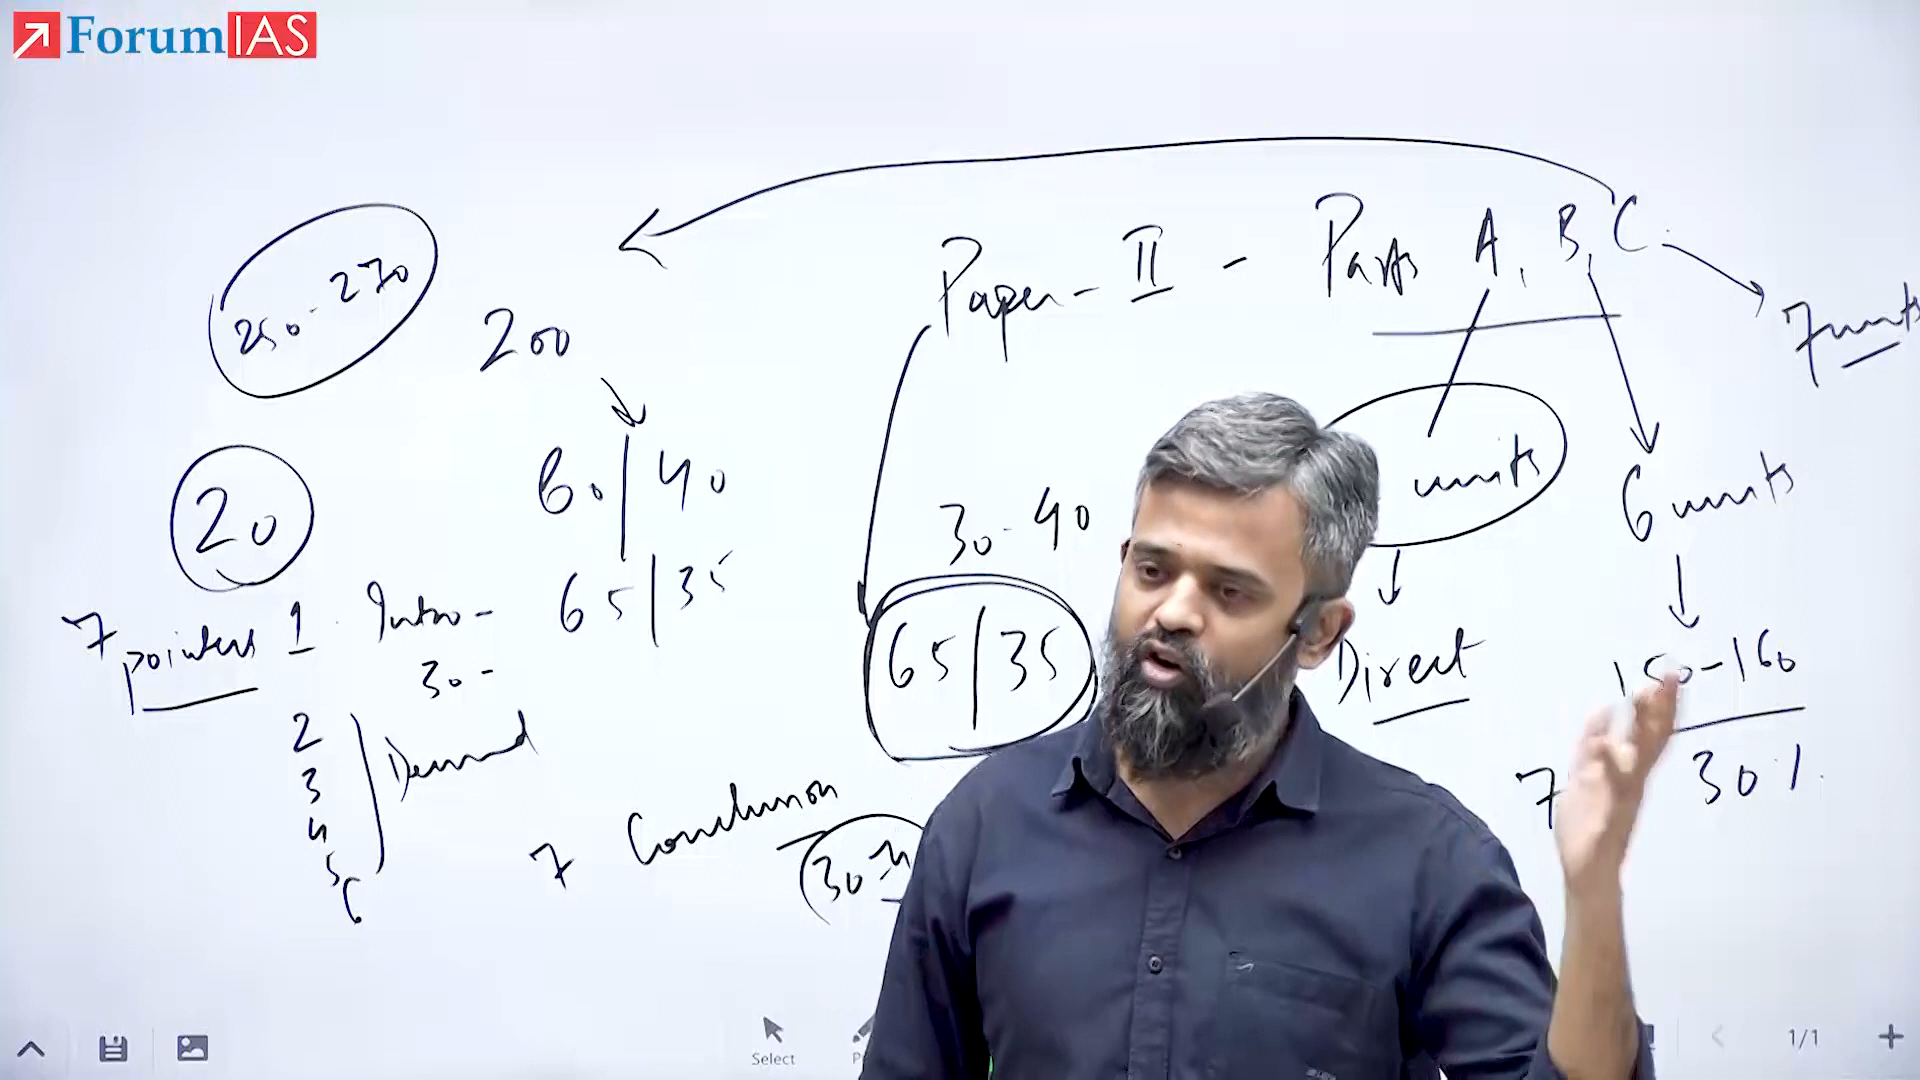 ForumIAS
Paper - II - Parts A, B, C.
7 units
250-270
200
60/40
65/35
20
7 pointers
1. Intro -
30 -
2
3
4
5
6
Demand
7 Conclusion
30-40
65/35
units
Direct
6 units
150-160
7
30%
Select
1/1